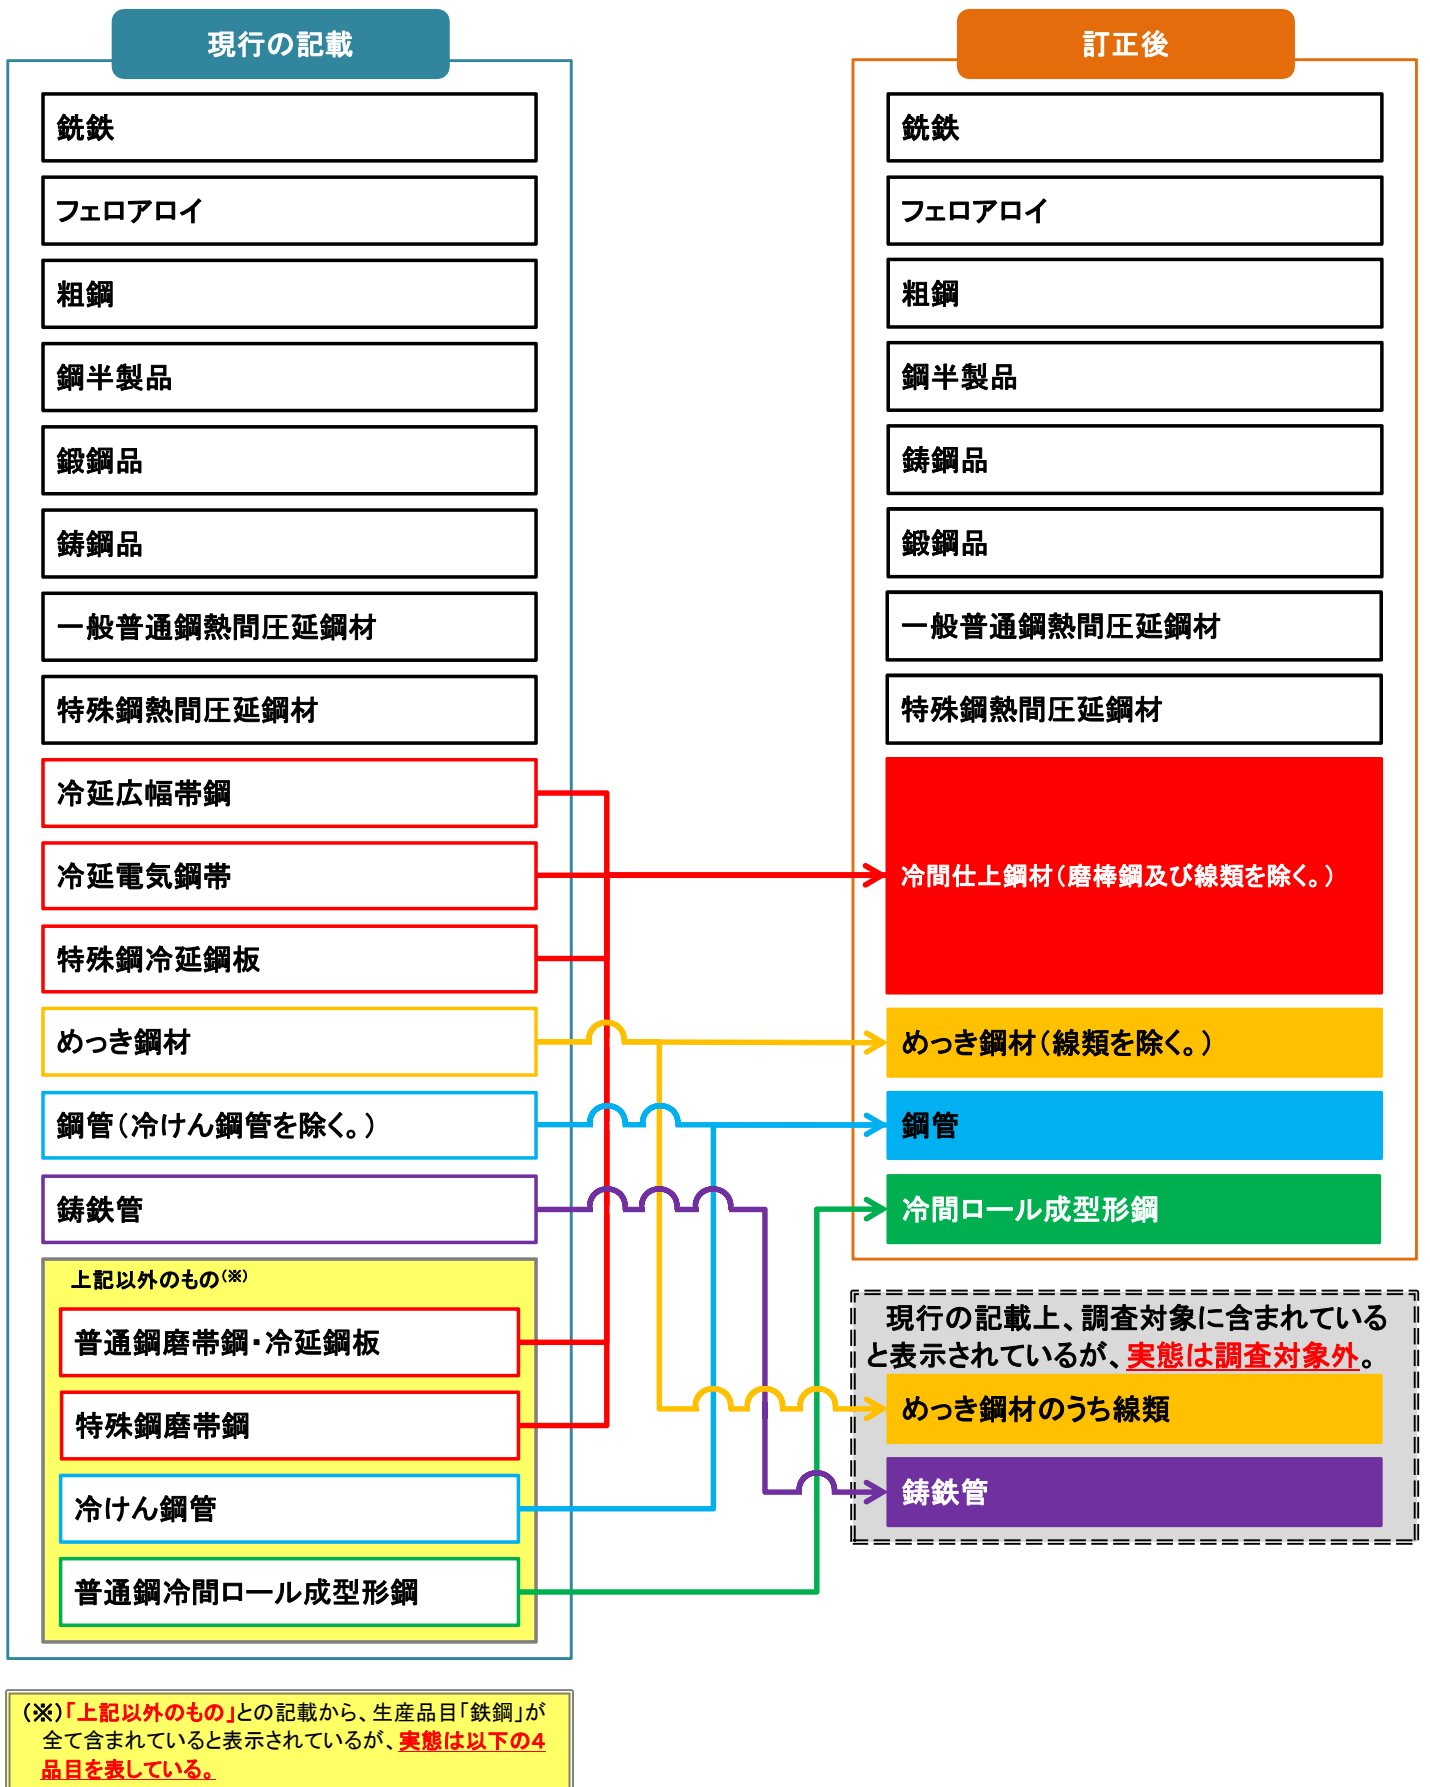 現行の記載
銑鉄
フェロアロイ
粗鋼
鋼半製品
鍛鋼品
鋳鋼品
一般普通鋼熱間圧延鋼材
特殊鋼熱間圧延鋼材
冷延広幅帯鋼
冷延電気鋼帯
特殊鋼冷延鋼板
めっき鋼材
鋼管（冷けん鋼管を除く。）
鋳鉄管
上記以外のもの(※)
普通鋼磨帯鋼・冷延鋼板
特殊鋼磨帯鋼
冷けん鋼管
普通鋼冷間ロール成型形鋼
(※)「上記以外のもの」との記載から、生産品目「鉄鋼」が
全て含まれていると表示されているが、実態は以下の4
品目を表している。
訂正後
銑鉄
フェロアロイ
粗鋼
鋼半製品
鋳鋼品
鍛鋼品
一般普通鋼熱間圧延鋼材
特殊鋼熱間圧延鋼材
冷間仕上鋼材（磨棒鋼及び線類を除く。）
めっき鋼材（線類を除く。）
鋼管
冷間ロール成型形鋼
現行の記載上、調査対象に含まれている
と表示されているが、実態は調査対象外。
めっき鋼材のうち線類
鋳鉄管